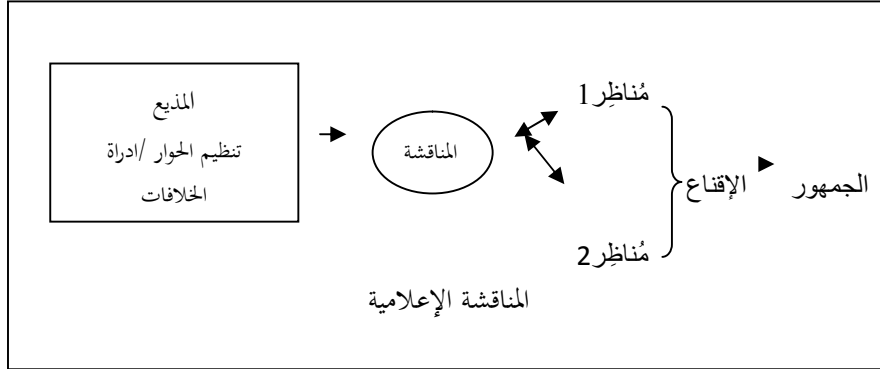 المذيع
تنظيم الحوار /ادراة
الخلافات
المناقشة
مُناظِر1
مُناظِر2
الإقناع
الجمهور
المناقشة الإعلامية